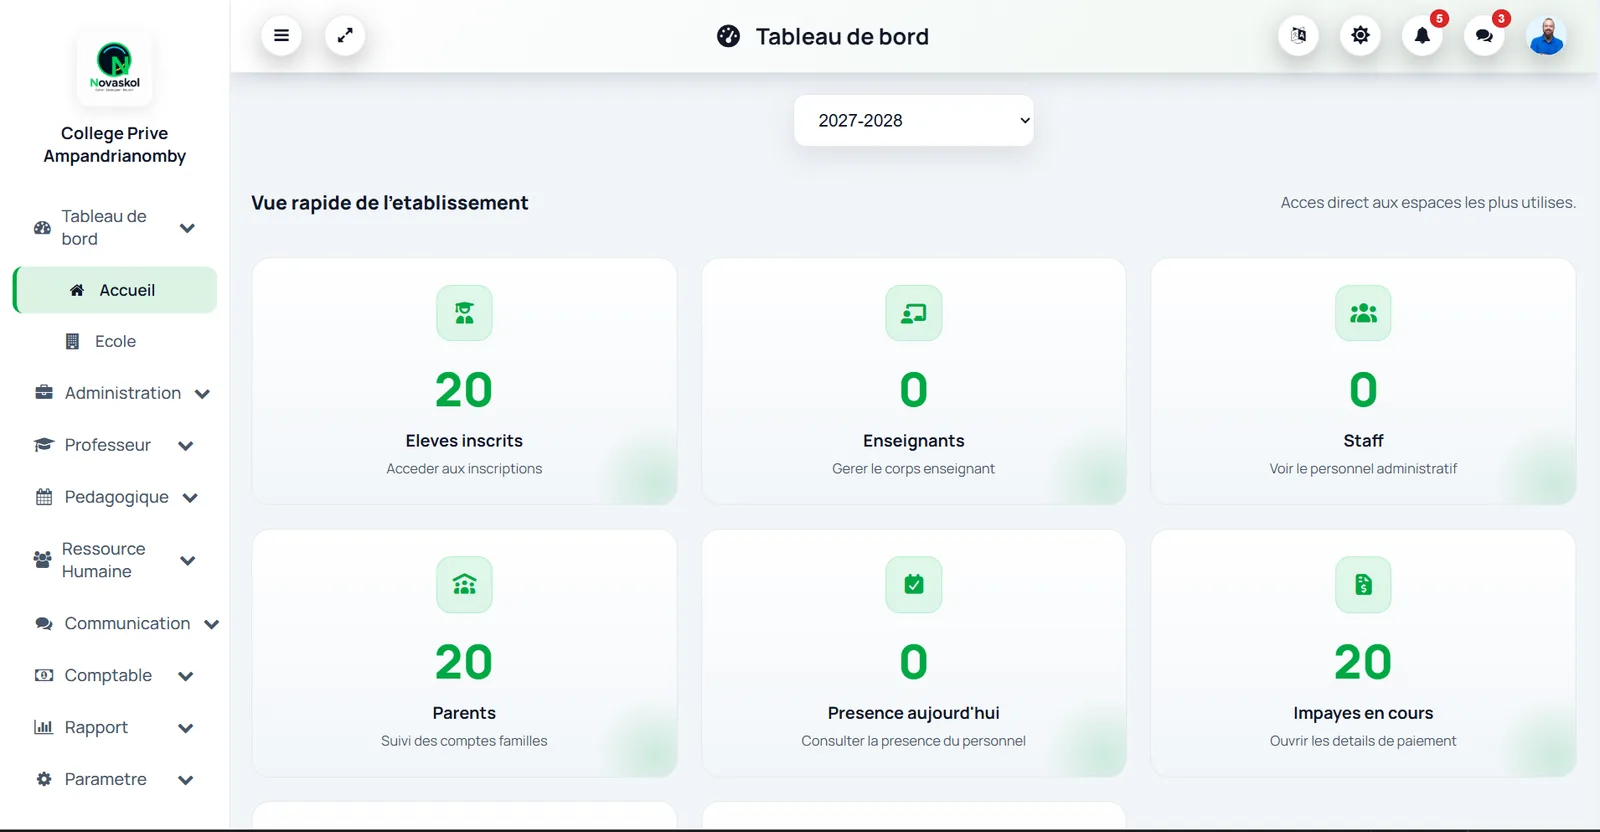 Novaskol
College Prive
Ampandrianomby
Tableau de
bord
Accueil
Ecole
Administration
Professeur
Pedagogique
Ressource
Humaine
Communication
Comptable
Rapport
Parametre
Tableau de bord
5
3
2027-2028
Vue rapide de l'etablissement
Acces direct aux espaces les plus utilises.
20
Eleves inscrits
Acceder aux inscriptions
0
Enseignants
Gerer le corps enseignant
0
Staff
Voir le personnel administratif
20
Parents
Suivi des comptes familles
0
Presence aujourd'hui
Consulter la presence du personnel
20
Impayes en cours
Ouvrir les details de paiement